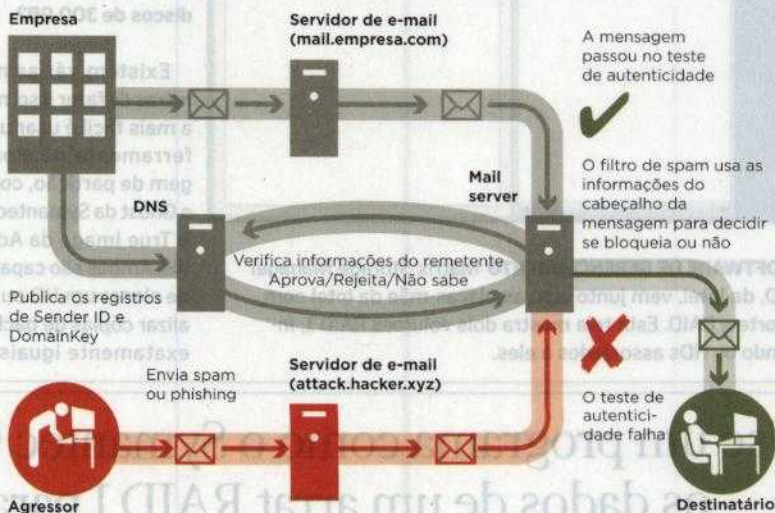 Empresa
Servidor de e-mail
(mail.empresa.com)
A mensagem
passou no teste
de autenticidade
DNS
Mail
server
O filtro de spam usa as
informações do
cabeçalho da
mensagem para decidir
se bloqueia ou não
Verifica informações do remetente
Aprova/Rejeita/Não sabe
Publica os registros
de Sender ID e
DomainKey
Envia spam
ou phishing
Servidor de e-mail
(attack.hacker.xyz)
O teste de
autentici-
dade falha
Agressor
Destinatário